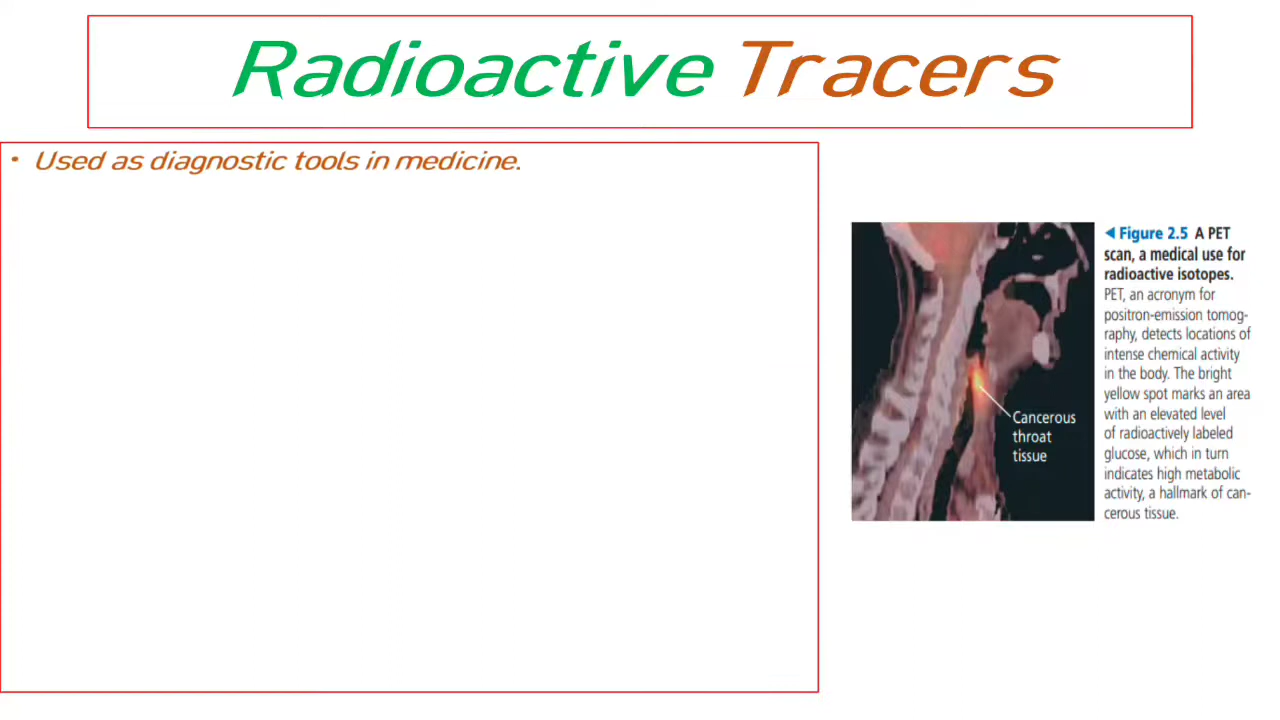 Radioactive Tracers
• Used as diagnostic tools in medicine.
◄ Figure 2.5 A PET
scan, a medical use for
radioactive isotopes.
PET, an acronym for
positron-emission tomog-
raphy, detects locations of
intense chemical activity
in the body. The bright
yellow spot marks an area
with an elevated level
of radioactively labeled
glucose, which in turn
indicates high metabolic
activity, a hallmark of can-
cerous tissue.
Cancerous
throat
tissue